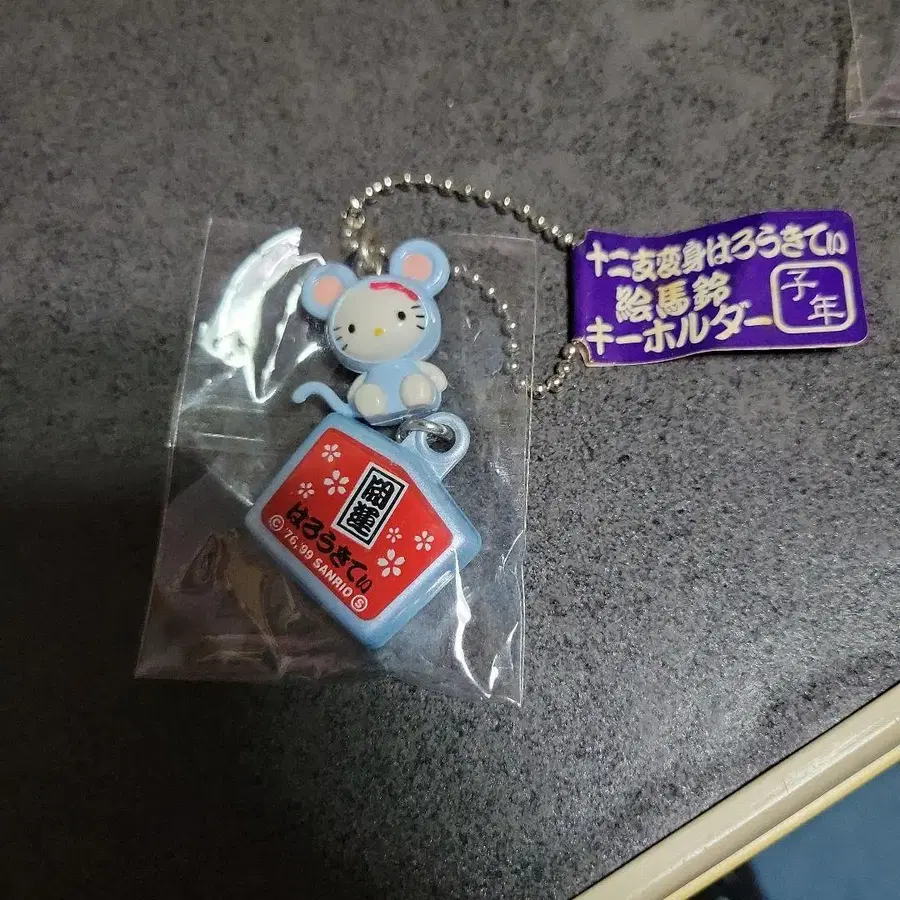 十二支変身はろうきてぃ
絵馬鈴
キーホルダー
子年
開運
はろうきてぃ
© '76,'99 SANRIO Ⓢ